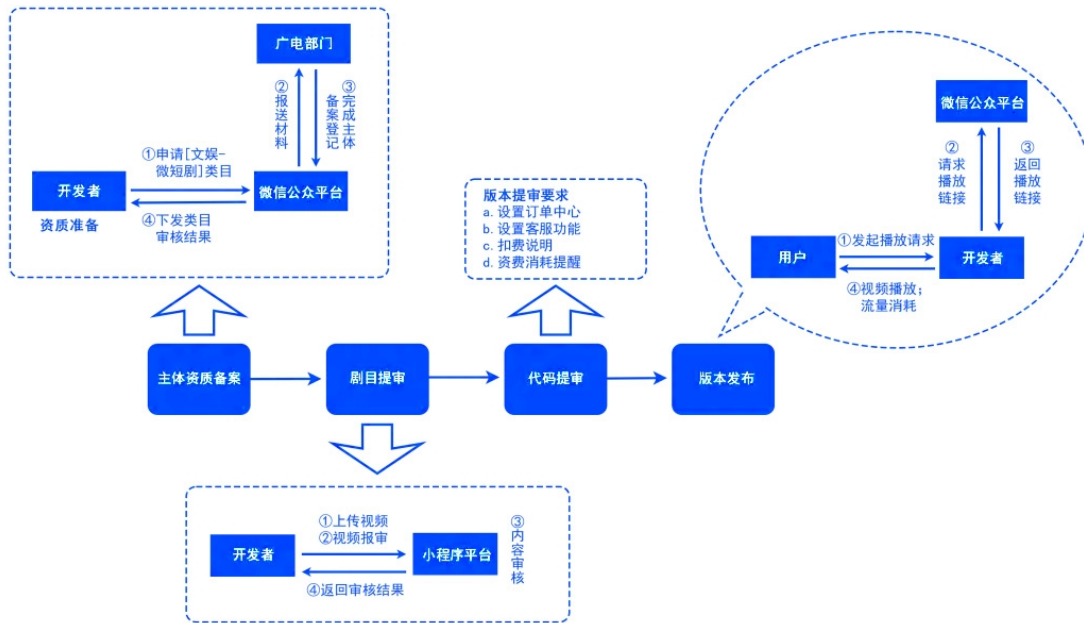 广电部门
②报送材料
③完成主体
备案登记
①申请[文娱-
微短剧]类目
开发者
微信公众平台
资质准备
④下发类目
审核结果
版本提审要求
a. 设置订单中心
b. 设置客服功能
c. 扣费说明
d. 资费消耗提醒
微信公众平台
②
请求
播放
链接
③
返回
播放
链接
①发起播放请求
用户
开发者
④视频播放;
流量消耗
主体资质备案
剧目提审
代码提审
版本发布
①上传视频
②视频报审
开发者
小程序平台
③内容审核
④返回审核结果